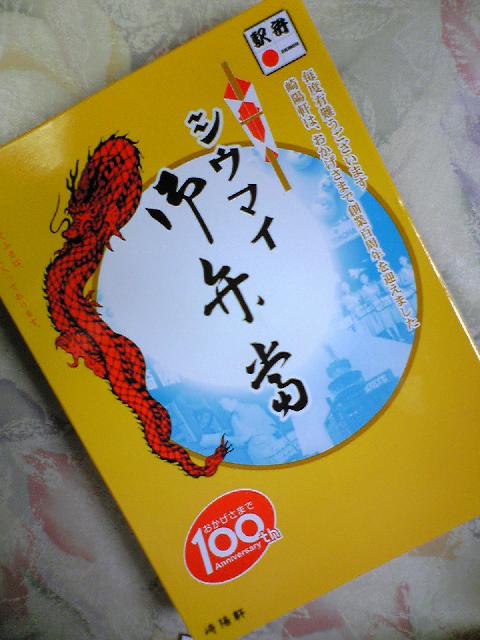 駅弁
毎度有難うございます
崎陽軒は、おかげさまで創業百周年を迎えました
シウマイ
御弁当
おかげさまで
100th
Anniversary
崎陽軒